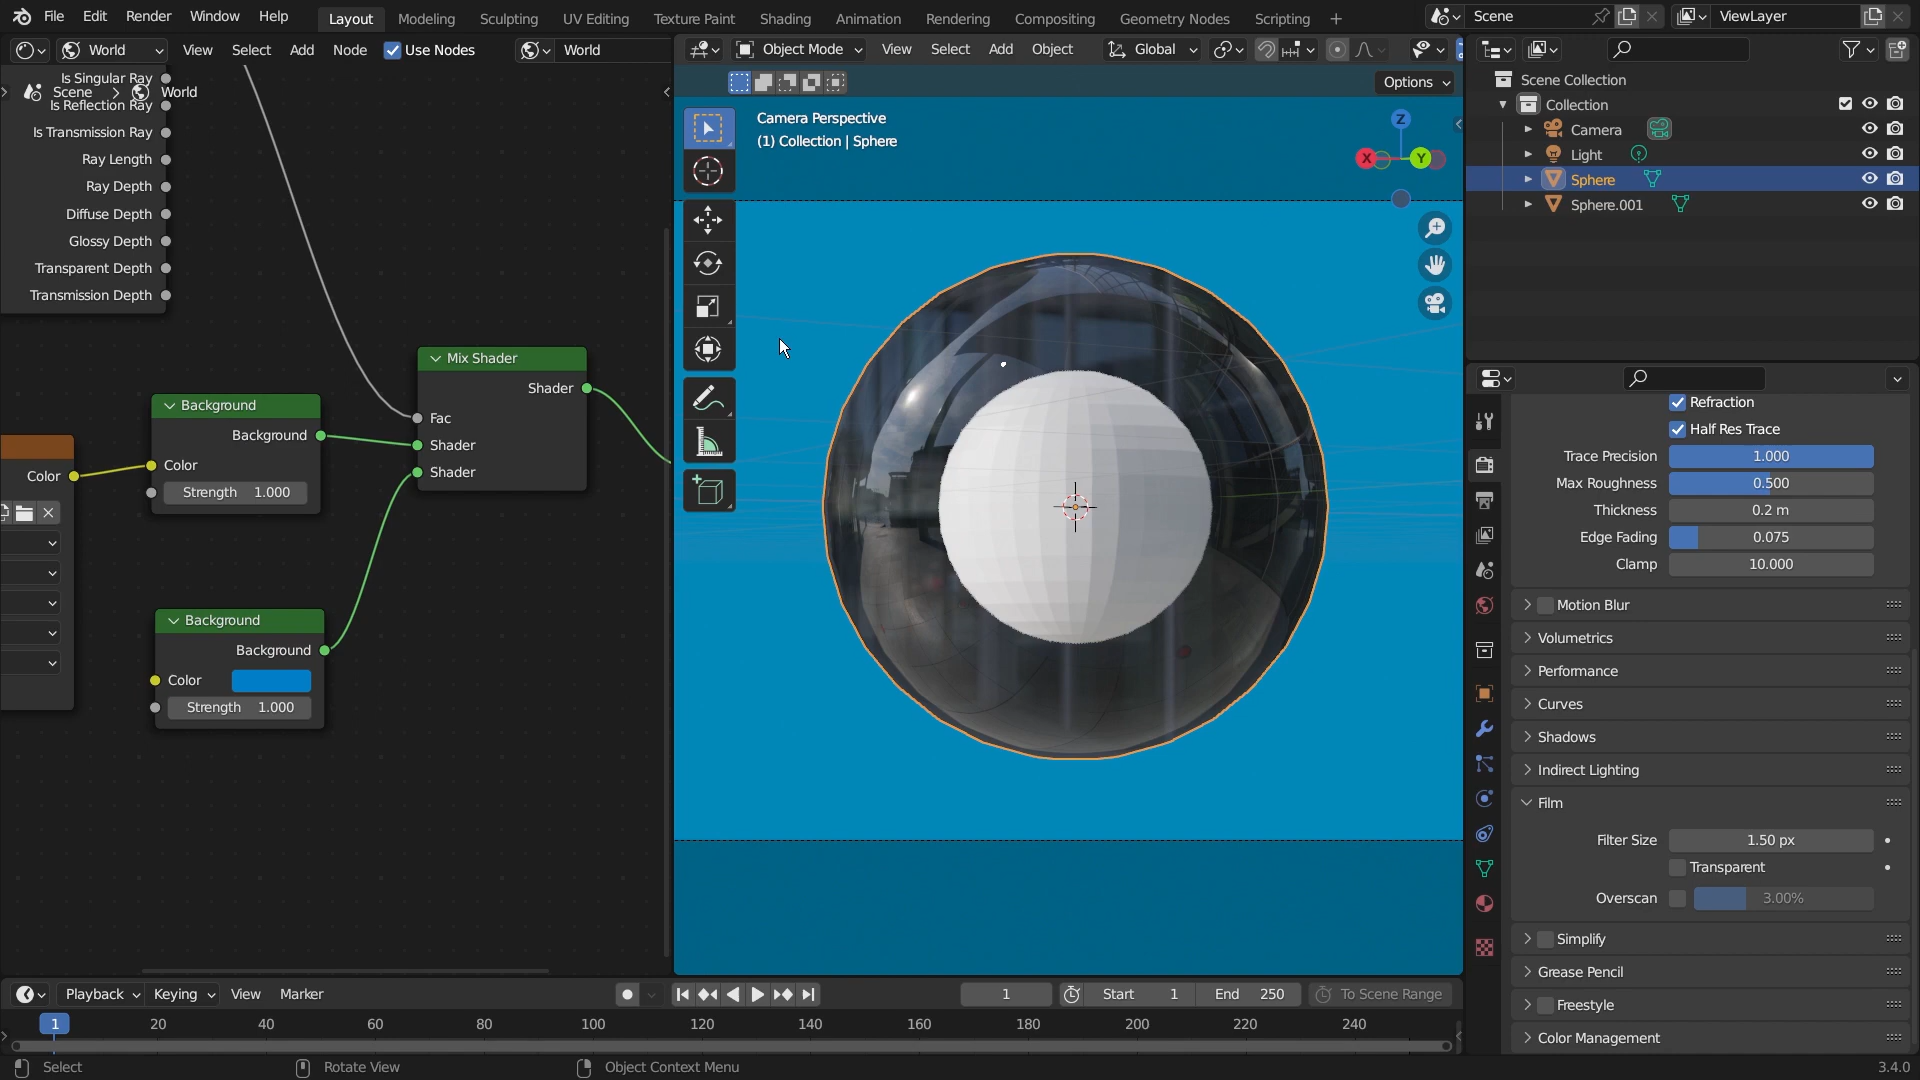 File Edit Render Window Help Layout Modeling Sculpting UV Editing Texture Paint Shading Animation Rendering Compositing Geometry Nodes Scripting + Scene ViewLayer
World View Select Add Node Use Nodes World
Object Mode View Select Add Object Global
Options
Is Singular Ray
Scene > World
Is Reflection Ray
Is Transmission Ray
Ray Length
Ray Depth
Diffuse Depth
Glossy Depth
Transparent Depth
Transmission Depth
Mix Shader
Shader
Fac
Shader
Shader
Background
Background
Color
Strength 1.000
Color
Background
Background
Color
Strength 1.000
Camera Perspective
(1) Collection | Sphere
Z
X Y
Scene Collection
Collection
Camera
Light
Sphere
Sphere.001
Refraction
Half Res Trace
Trace Precision 1.000
Max Roughness 0.500
Thickness 0.2 m
Edge Fading 0.075
Clamp 10.000
Motion Blur
Volumetrics
Performance
Curves
Shadows
Indirect Lighting
Film
Filter Size 1.50 px
Transparent
Overscan 3.00%
Simplify
Grease Pencil
Freestyle
Color Management
Playback Keying View Marker 1 Start 1 End 250 To Scene Range
1 20 40 60 80 100 120 140 160 180 200 220 240
Select Rotate View Object Context Menu 3.4.0